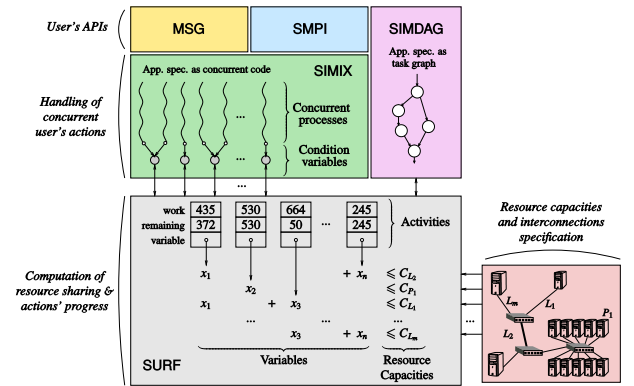 User's APIs
MSG
SMPI
SIMDAG
App. spec. as
task graph
App. spec. as concurrent code
SIMIX
Handling of
concurrent
user's actions
Concurrent
processes
...
Condition
variables
...
...
work
435
530
664
245
remaining
372
530
50
...
245
variable
Activities
Resource capacities
and interconnections
specification
Computation of
resource sharing &
actions' progress
x1 + xn ⩽ CL2
x2 ⩽ CP1
x1 + x3 ⩽ CL1
... ... ... ...
x3 + xn ⩽ CLm
Lm
L1
P1
L2
SURF
Variables
Resource
Capacities